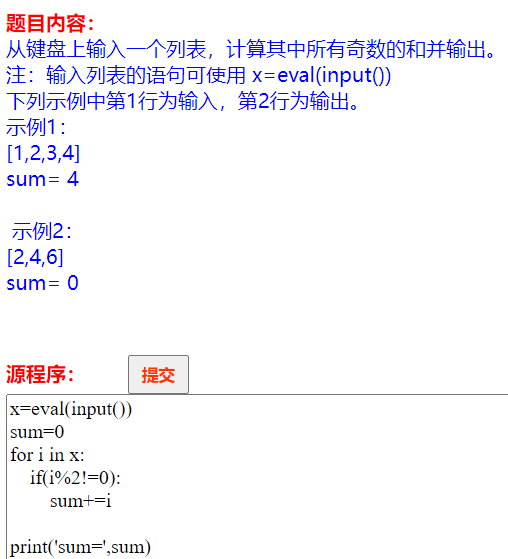 题目内容：
从键盘上输入一个列表，计算其中所有奇数的和并输出。
注：输入列表的语句可使用 x=eval(input())
下列示例中第1行为输入，第2行为输出。
示例1：
[1,2,3,4]
sum= 4
示例2：
[2,4,6]
sum= 0
源程序： 提交
x=eval(input())
sum=0
for i in x:
    if(i%2!=0):
        sum+=i
print('sum=',sum)